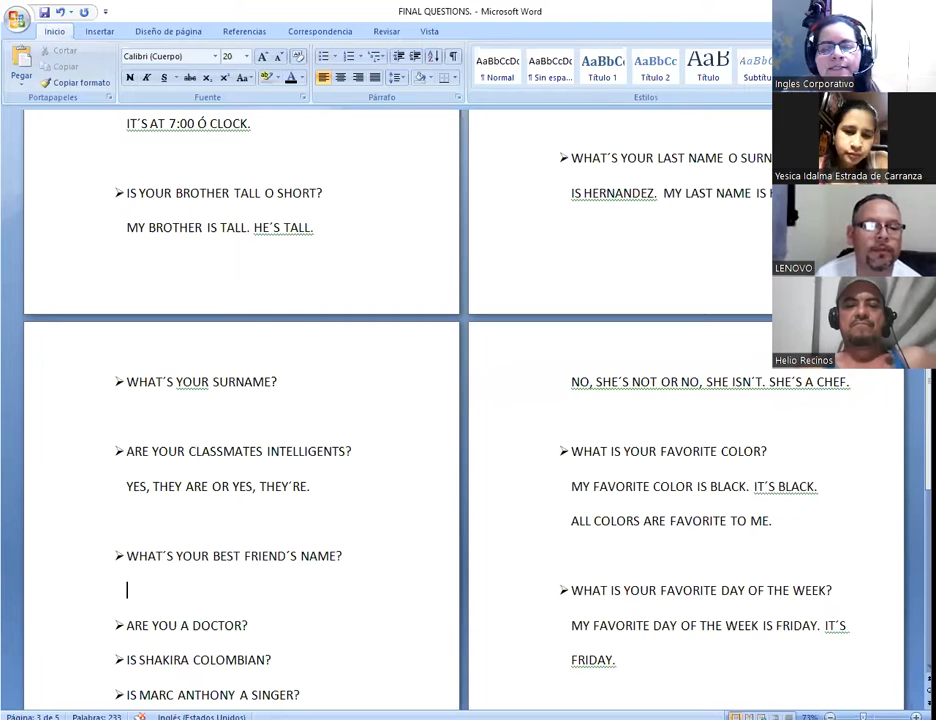 FINAL QUESTIONS. - Microsoft Word
Inicio Insertar Diseño de página Referencias Correspondencia Revisar Vista
Pegar
Cortar
Copiar
Copiar formato
Portapapeles
Calibri (Cuerpo) 20
Fuente
Párrafo
AaBbCcDc AaBbCcDc AaBbC AaBbCc AaB AaBbCc
¶ Normal ¶ Sin espa... Título 1 Título 2 Título Subtítu
Estilos
Ingles Corporativo
Yesica Idalma Estrada de Carranza
LENOVO
Helio Recinos
IT´S AT 7:00 Ó CLOCK.
IS YOUR BROTHER TALL O SHORT?
MY BROTHER IS TALL. HE´S TALL.
WHAT´S YOUR LAST NAME O SURN
IS HERNANDEZ. MY LAST NAME IS H
WHAT´S YOUR SURNAME?
ARE YOUR CLASSMATES INTELLIGENTS?
YES, THEY ARE OR YES, THEY´RE.
WHAT´S YOUR BEST FRIEND´S NAME?
ARE YOU A DOCTOR?
IS SHAKIRA COLOMBIAN?
IS MARC ANTHONY A SINGER?
NO, SHE´S NOT OR NO, SHE ISN´T. SHE´S A CHEF.
WHAT IS YOUR FAVORITE COLOR?
MY FAVORITE COLOR IS BLACK. IT´S BLACK.
ALL COLORS ARE FAVORITE TO ME.
WHAT IS YOUR FAVORITE DAY OF THE WEEK?
MY FAVORITE DAY OF THE WEEK IS FRIDAY. IT´S
FRIDAY.
Página: 3 de 5 Palabras: 233 Inglés (Estados Unidos) 73%